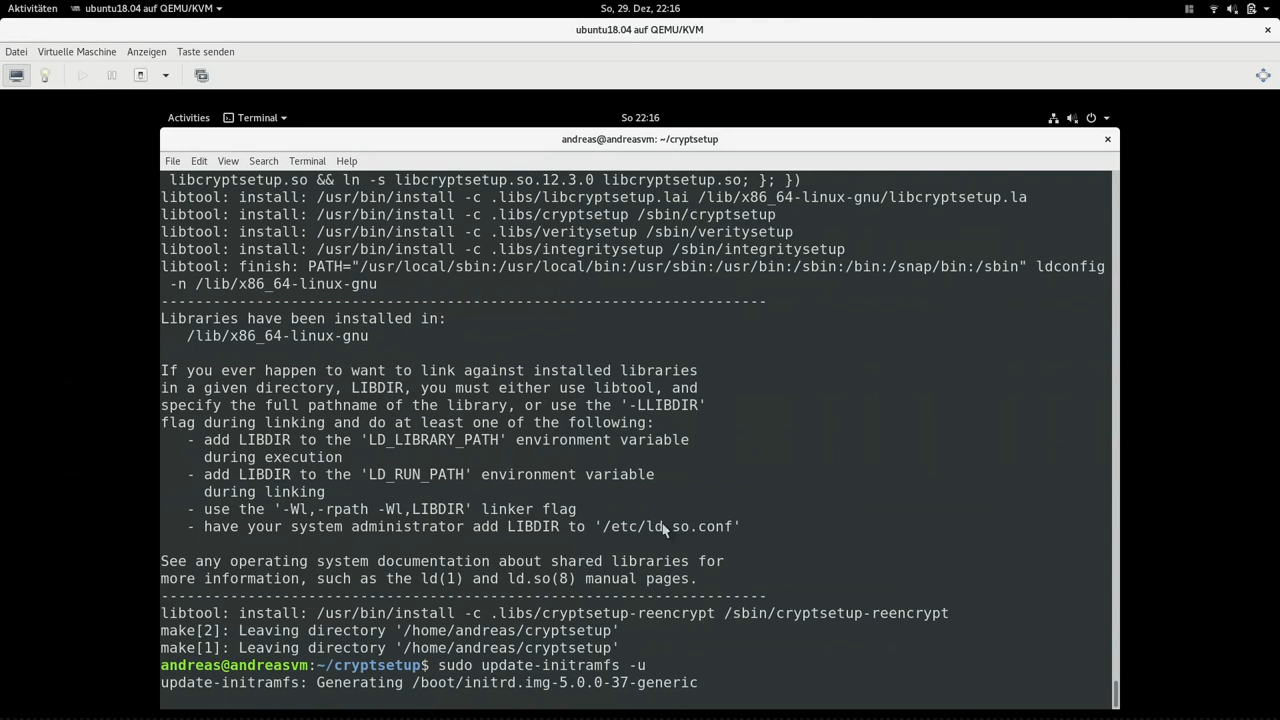 Aktivitäten ubuntu18.04 auf QEMU/KVM So, 29. Dez, 22:16
ubuntu18.04 auf QEMU/KVM ×
Datei Virtuelle Maschine Anzeigen Taste senden
Activities Terminal So 22:16
andreas@andreasvm: ~/cryptsetup ×
File Edit View Search Terminal Help
libcryptsetup.so && ln -s libcryptsetup.so.12.3.0 libcryptsetup.so; }; })
libtool: install: /usr/bin/install -c .libs/libcryptsetup.lai /lib/x86_64-linux-gnu/libcryptsetup.la
libtool: install: /usr/bin/install -c .libs/cryptsetup /sbin/cryptsetup
libtool: install: /usr/bin/install -c .libs/veritysetup /sbin/veritysetup
libtool: install: /usr/bin/install -c .libs/integritysetup /sbin/integritysetup
libtool: finish: PATH="/usr/local/sbin:/usr/local/bin:/usr/sbin:/usr/bin:/sbin:/bin:/snap/bin:/sbin" ldconfig
-n /lib/x86_64-linux-gnu
----------------------------------------------------------------------
Libraries have been installed in:
/lib/x86_64-linux-gnu
If you ever happen to want to link against installed libraries
in a given directory, LIBDIR, you must either use libtool, and
specify the full pathname of the library, or use the '-LLIBDIR'
flag during linking and do at least one of the following:
- add LIBDIR to the 'LD_LIBRARY_PATH' environment variable
during execution
- add LIBDIR to the 'LD_RUN_PATH' environment variable
during linking
- use the '-Wl,-rpath -Wl,LIBDIR' linker flag
- have your system administrator add LIBDIR to '/etc/ld.so.conf'
See any operating system documentation about shared libraries for
more information, such as the ld(1) and ld.so(8) manual pages.
----------------------------------------------------------------------
libtool: install: /usr/bin/install -c .libs/cryptsetup-reencrypt /sbin/cryptsetup-reencrypt
make[2]: Leaving directory '/home/andreas/cryptsetup'
make[1]: Leaving directory '/home/andreas/cryptsetup'
andreas@andreasvm:~/cryptsetup$ sudo update-initramfs -u
update-initramfs: Generating /boot/initrd.img-5.0.0-37-generic